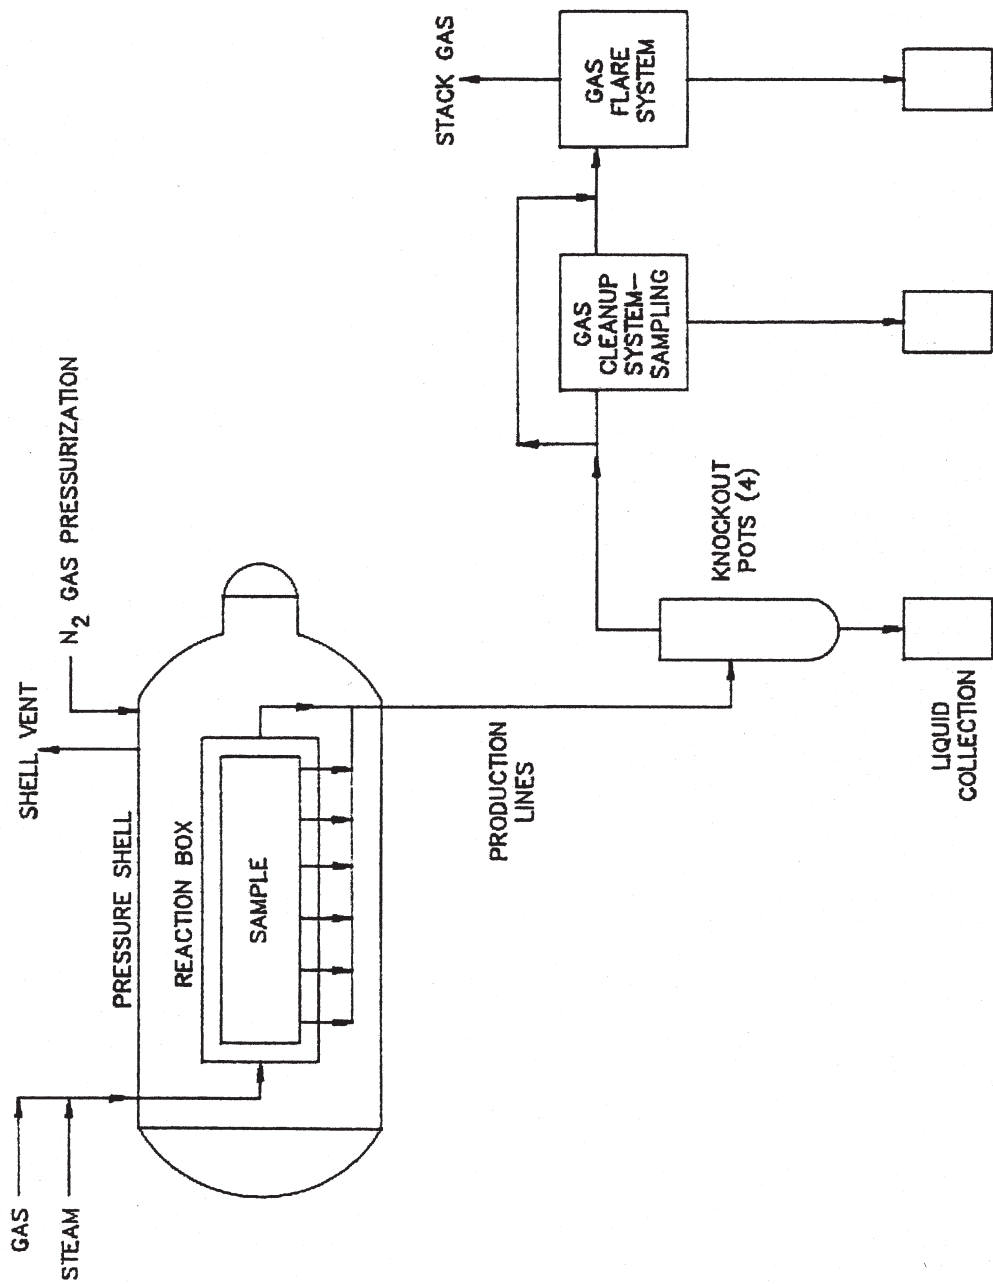 GAS
STEAM
SHELL VENT
N2 GAS PRESSURIZATION
PRESSURE SHELL
REACTION BOX
SAMPLE
PRODUCTION
LINES
KNOCKOUT
POTS (4)
LIQUID
COLLECTION
GAS
CLEANUP
SYSTEM-
SAMPLING
GAS
FLARE
SYSTEM
STACK GAS